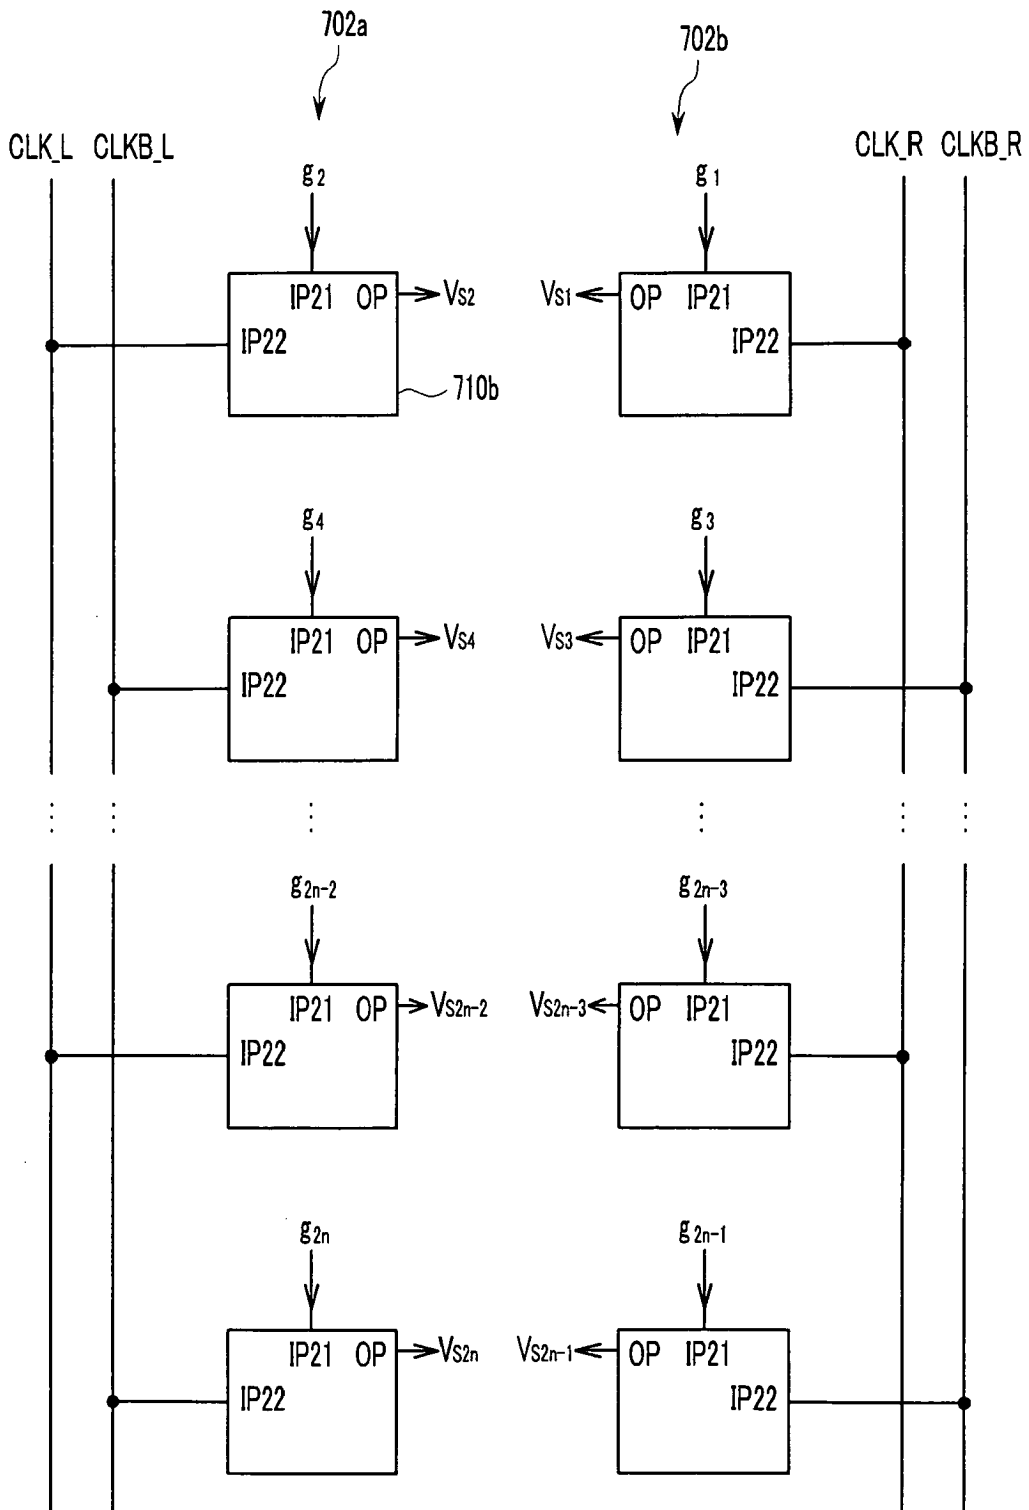 702a
702b
CLK_L CLKB_L CLK_R CLKB_R
g2 g1
IP21 OP VS2 VS1 OP IP21
IP22 IP22
710b
g4 g3
IP21 OP VS4 VS3 OP IP21
IP22 IP22
g2n-2 g2n-3
IP21 OP VS2n-2 VS2n-3 OP IP21
IP22 IP22
g2n g2n-1
IP21 OP VS2n VS2n-1 OP IP21
IP22 IP22